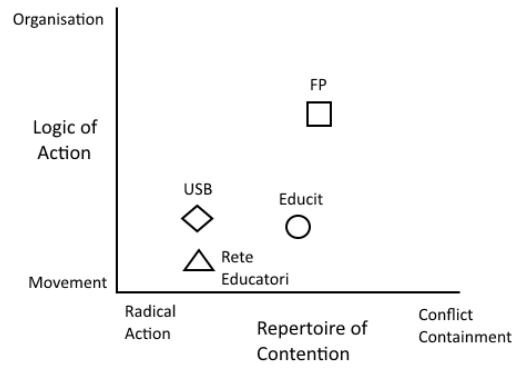 Organisation
FP
Logic of
Action
USB
Educit
Rete
Educatori
Movement
Radical
Action
Repertoire of
Contention
Conflict
Containment